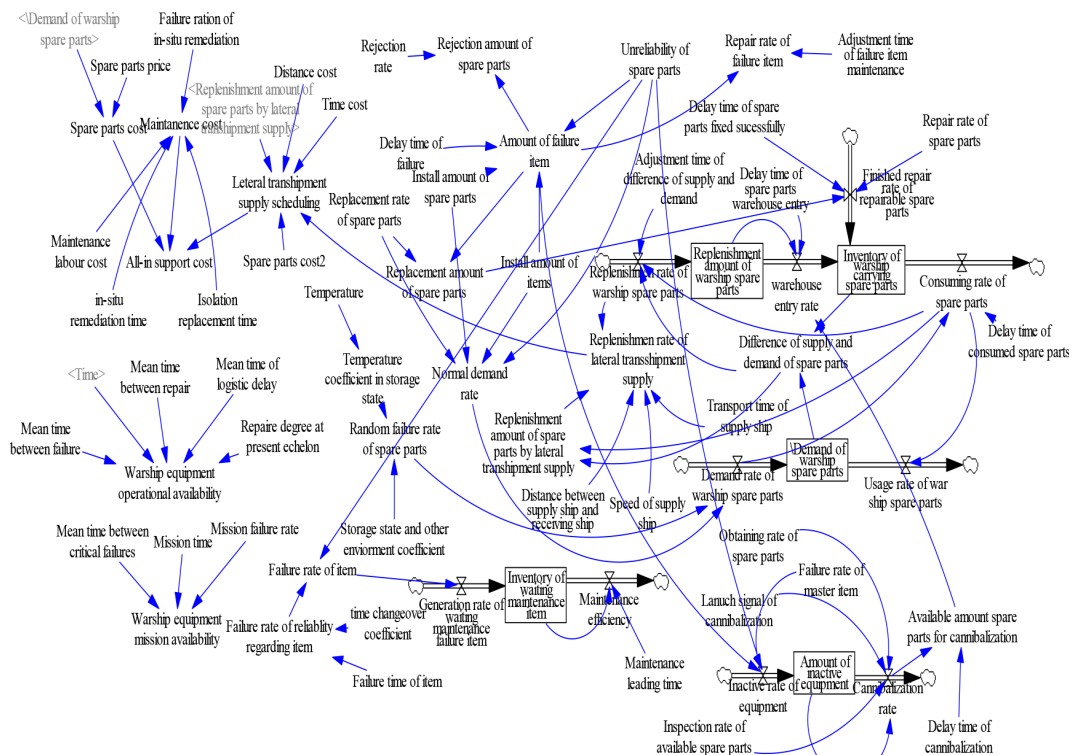 <\Demand of warship
spare parts>
Failure ration of
in-situ remediation
Spare parts price
Distance cost
<Replenishment amount of
spare parts by lateral
transhipment supply>
Time cost
Spare parts cost
Maintanence cost
Leteral transhipment
supply scheduling
Maintenance
labour cost
All-in support cost
Spare parts cost2
in-situ
remediation time
Isolation
replacement time
Rejection
rate
Rejection amount of
spare parts
Unreliability of
spare parts
Repair rate of
failure item
Adjustment time
of failure item
maintenance
Delay time of
failure
Amount of failure
item
Install amount of
spare parts
Replacement rate
of spare parts
Adjustment time of
difference of supply and
demand
Delay time of spare
parts fixed sucessfully
Repair rate of
spare parts
Delay time of
spare parts
warehouse entry
Finished repair
rate of
repairable spare
parts
Replacement amount
of spare parts
Install amount of
items
Replenishment rate of
warship spare parts
Replenishment
amount of
warship spare
parts
warehouse
entry rate
Inventory of
warship
carrying
spare parts
Consuming rate of
spare parts
Delay time of
consumed spare parts
Temperature
Temperature
coefficient in storage
state
Normal demand
rate
Replenishmen rate of
lateral transshipment
supply
Difference of supply and
demand of spare parts
<Time>
Mean time
between repair
Mean time of
logistic delay
Mean time
between failure
Repaire degree at
present echelon
Warship equipment
operational availability
Random failure rate
of spare parts
Replenishment
amount of spare
parts by lateral
transhipment supply
Transport time of
supply ship
Demand rate of
warship spare parts
Demand of
warship
spare parts
Usage rate of war
ship spare parts
Distance between
supply ship and
receiving ship
Speed of supply
ship
Storage state and other
enviorment coefficient
Mean time between
critical failures
Mission time
Mission failure rate
Warship equipment
mission availability
Failure rate of item
Failure rate of reliablity
regarding item
time changeover
coefficient
Failure time of item
Generation rate of
waiting
maintenance
failure item
Inventory of
waiting
maintenance
item
Maintenance
efficiency
Maintenance
leading time
Obtaining rate of
spare parts
Failure rate of
master item
Lanuch signal of
cannibalization
Available amount spare
parts for cannibalization
Inactive rate of
equipment
Amount of
inactive
equipment
Cannibalization
rate
Inspection rate of
available spare parts
Delay time of
cannibalization